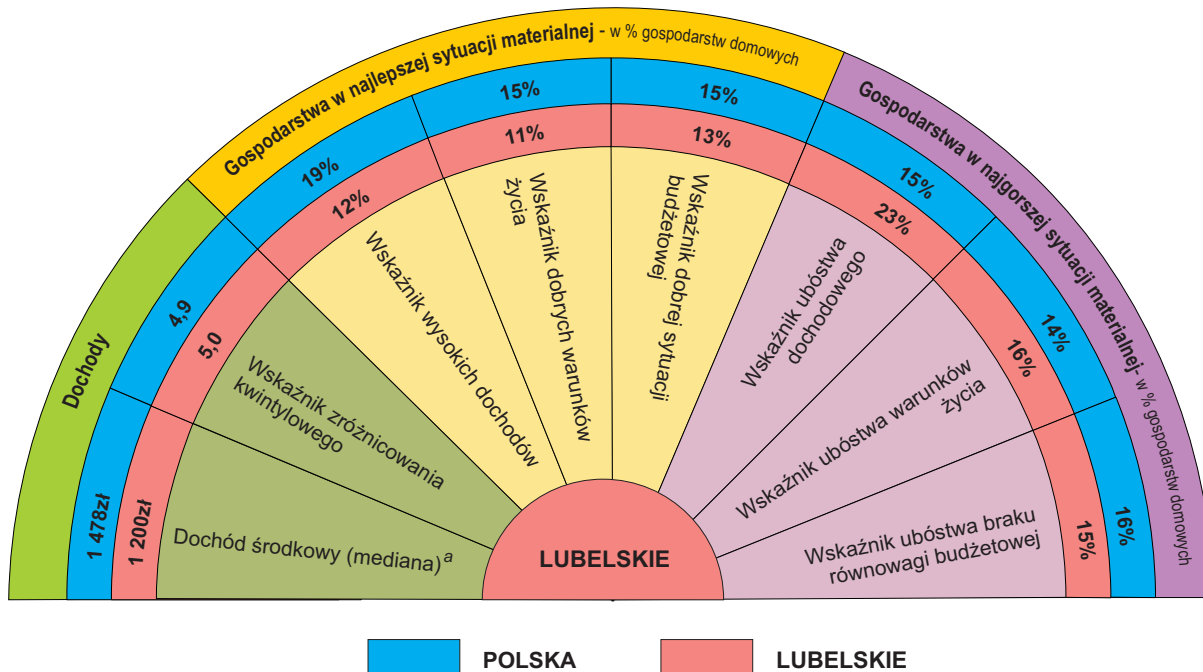 Dochody
Gospodarstwa w najlepszej sytuacji materialnej - w % gospodarstw domowych
Gospodarstwa w najgorszej sytuacji materialnej- w % gospodarstw domowych
1 478zł
4,9
19%
15%
15%
15%
14%
16%
1 200zł
5,0
12%
11%
13%
23%
16%
15%
Dochód środkowy (mediana)a
Wskaźnik zróżnicowania
kwintylowego
Wskaźnik wysokich dochodów
Wskaźnik dobrych warunków
życia
Wskaźnik dobrej sytuacji
budżetowej
Wskaźnik ubóstwa
dochodowego
Wskaźnik ubóstwa warunków
życia
Wskaźnik ubóstwa braku
równowagi budżetowej
LUBELSKIE
POLSKA
LUBELSKIE